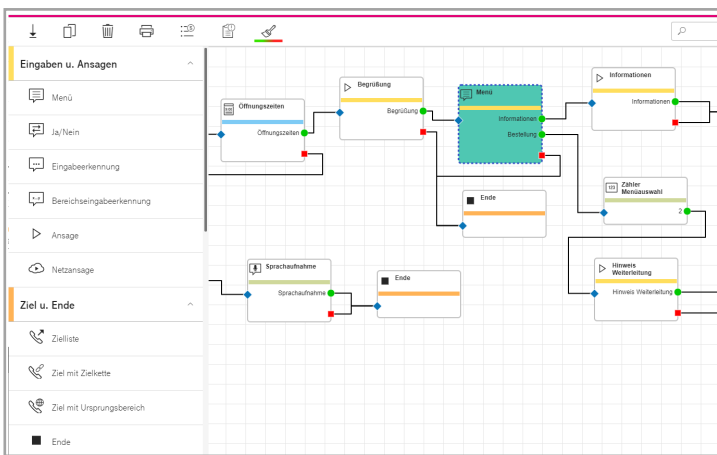 Eingaben u. Ansagen
Menü
Ja/Nein
Eingabeerkennung
Bereichseingabeerkennung
Ansage
Netzansage
Ziel u. Ende
Zielliste
Ziel mit Zielkette
Ziel mit Ursprungsbereich
Ende
Öffnungszeiten
Öffnungszeiten
Begrüßung
Begrüßung
Menü
Informationen
Bestellung
Informationen
Informationen
Ende
Zähler
Menüauswahl
2
Sprachaufnahme
Sprachaufnahme
Ende
Hinweis
Weiterleitung
Hinweis Weiterleitung